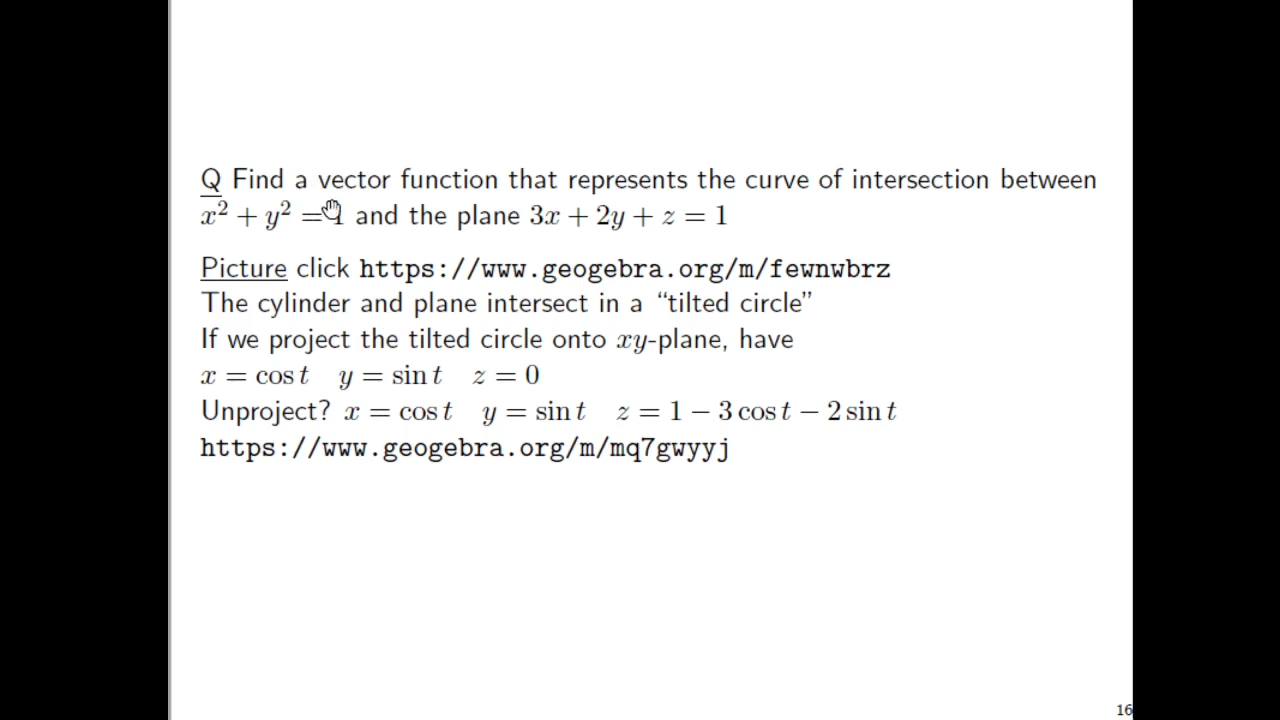 Q Find a vector function that represents the curve of intersection between
x² + y² = 1 and the plane 3x + 2y + z = 1
Picture click https://www.geogebra.org/m/fewnwbrz
The cylinder and plane intersect in a “tilted circle”
If we project the tilted circle onto xy-plane, have
x = cos t y = sin t z = 0
Unproject? x = cos t y = sin t z = 1 − 3 cos t − 2 sin t
https://www.geogebra.org/m/mq7gwyyj
16